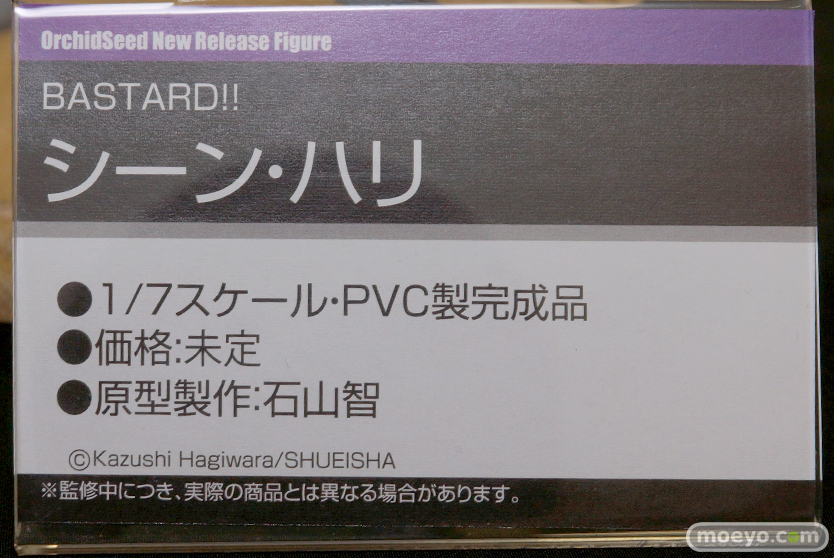 OrchidSeed New Release Figure
BASTARD!!
シーン・ハリ
●1/7スケール・PVC製完成品
●価格:未定
●原型製作:石山智
©Kazushi Hagiwara/SHUEISHA
※監修中につき、実際の商品とは異なる場合があります。
moeyo.com